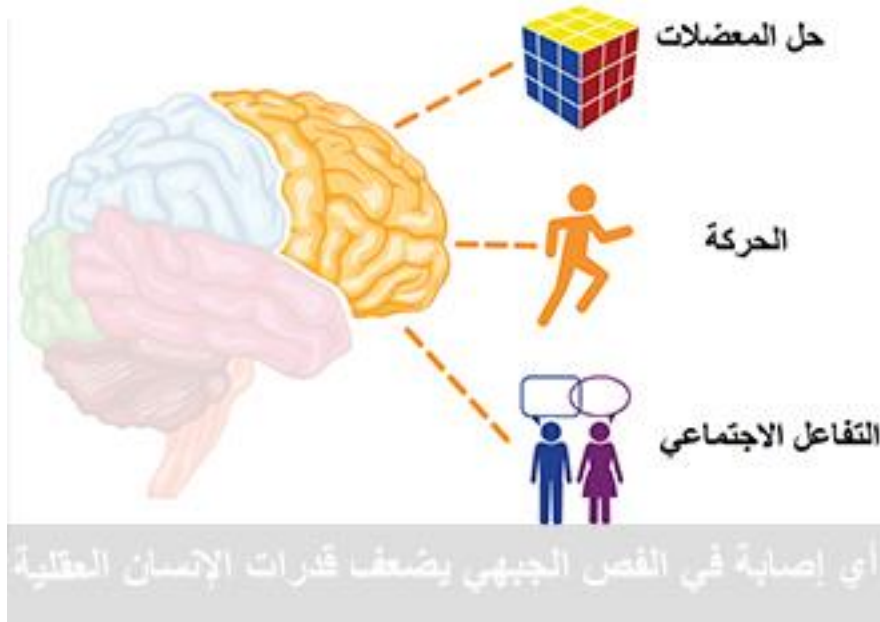 حل المعضلات
الحركة
التفاعل الاجتماعي
أي إصابة في الفص الجبهي يضعف قدرات الإنسان العقلية